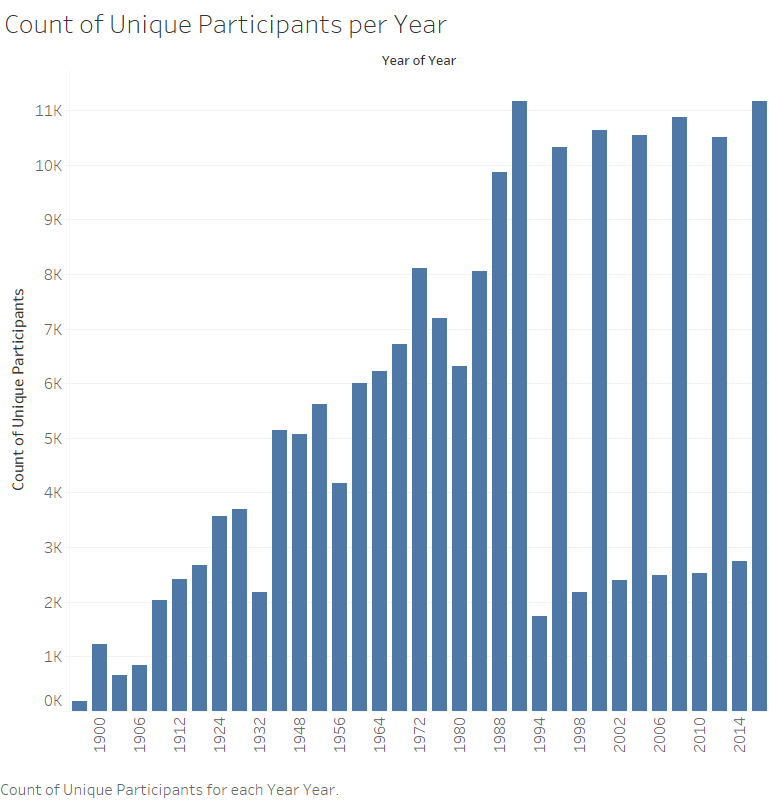 Count of Unique Participants per Year
Year of Year
11K
10K
9K
8K
7K
6K
5K
4K
3K
2K
1K
0K
Count of Unique Participants
1900
1906
1912
1924
1932
1948
1956
1964
1972
1980
1988
1994
1998
2002
2006
2010
2014
Count of Unique Participants for each Year Year.